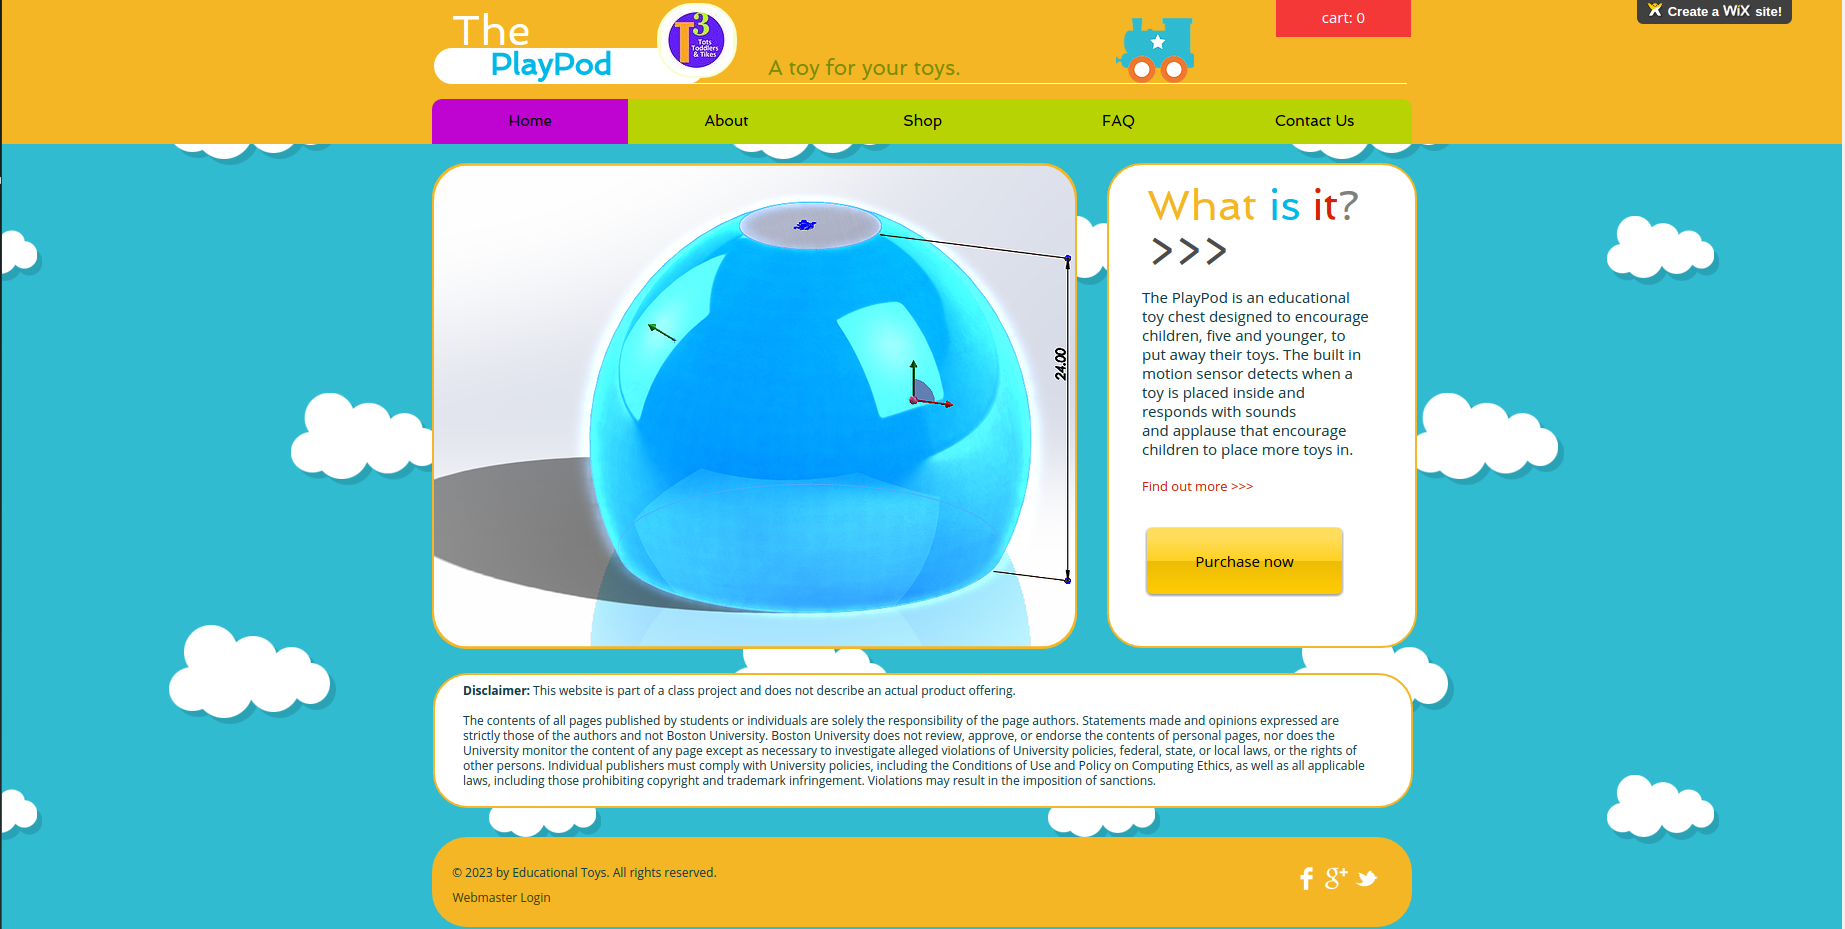 The
PlayPod
T3
Tots
Toddlers
& Tikes
A toy for your toys.
cart: 0
Create a WiX site!
Home
About
Shop
FAQ
Contact Us
24.00
What is it?
>>>
The PlayPod is an educational
toy chest designed to encourage
children, five and younger, to
put away their toys. The built in
motion sensor detects when a
toy is placed inside and
responds with sounds
and applause that encourage
children to place more toys in.
Find out more >>>
Purchase now
Disclaimer: This website is part of a class project and does not describe an actual product offering.
The contents of all pages published by students or individuals are solely the responsibility of the page authors. Statements made and opinions expressed are
strictly those of the authors and not Boston University. Boston University does not review, approve, or endorse the contents of personal pages, nor does the
University monitor the content of any page except as necessary to investigate alleged violations of University policies, federal, state, or local laws, or the rights of
other persons. Individual publishers must comply with University policies, including the Conditions of Use and Policy on Computing Ethics, as well as all applicable
laws, including those prohibiting copyright and trademark infringement. Violations may result in the imposition of sanctions.
© 2023 by Educational Toys. All rights reserved.
Webmaster Login